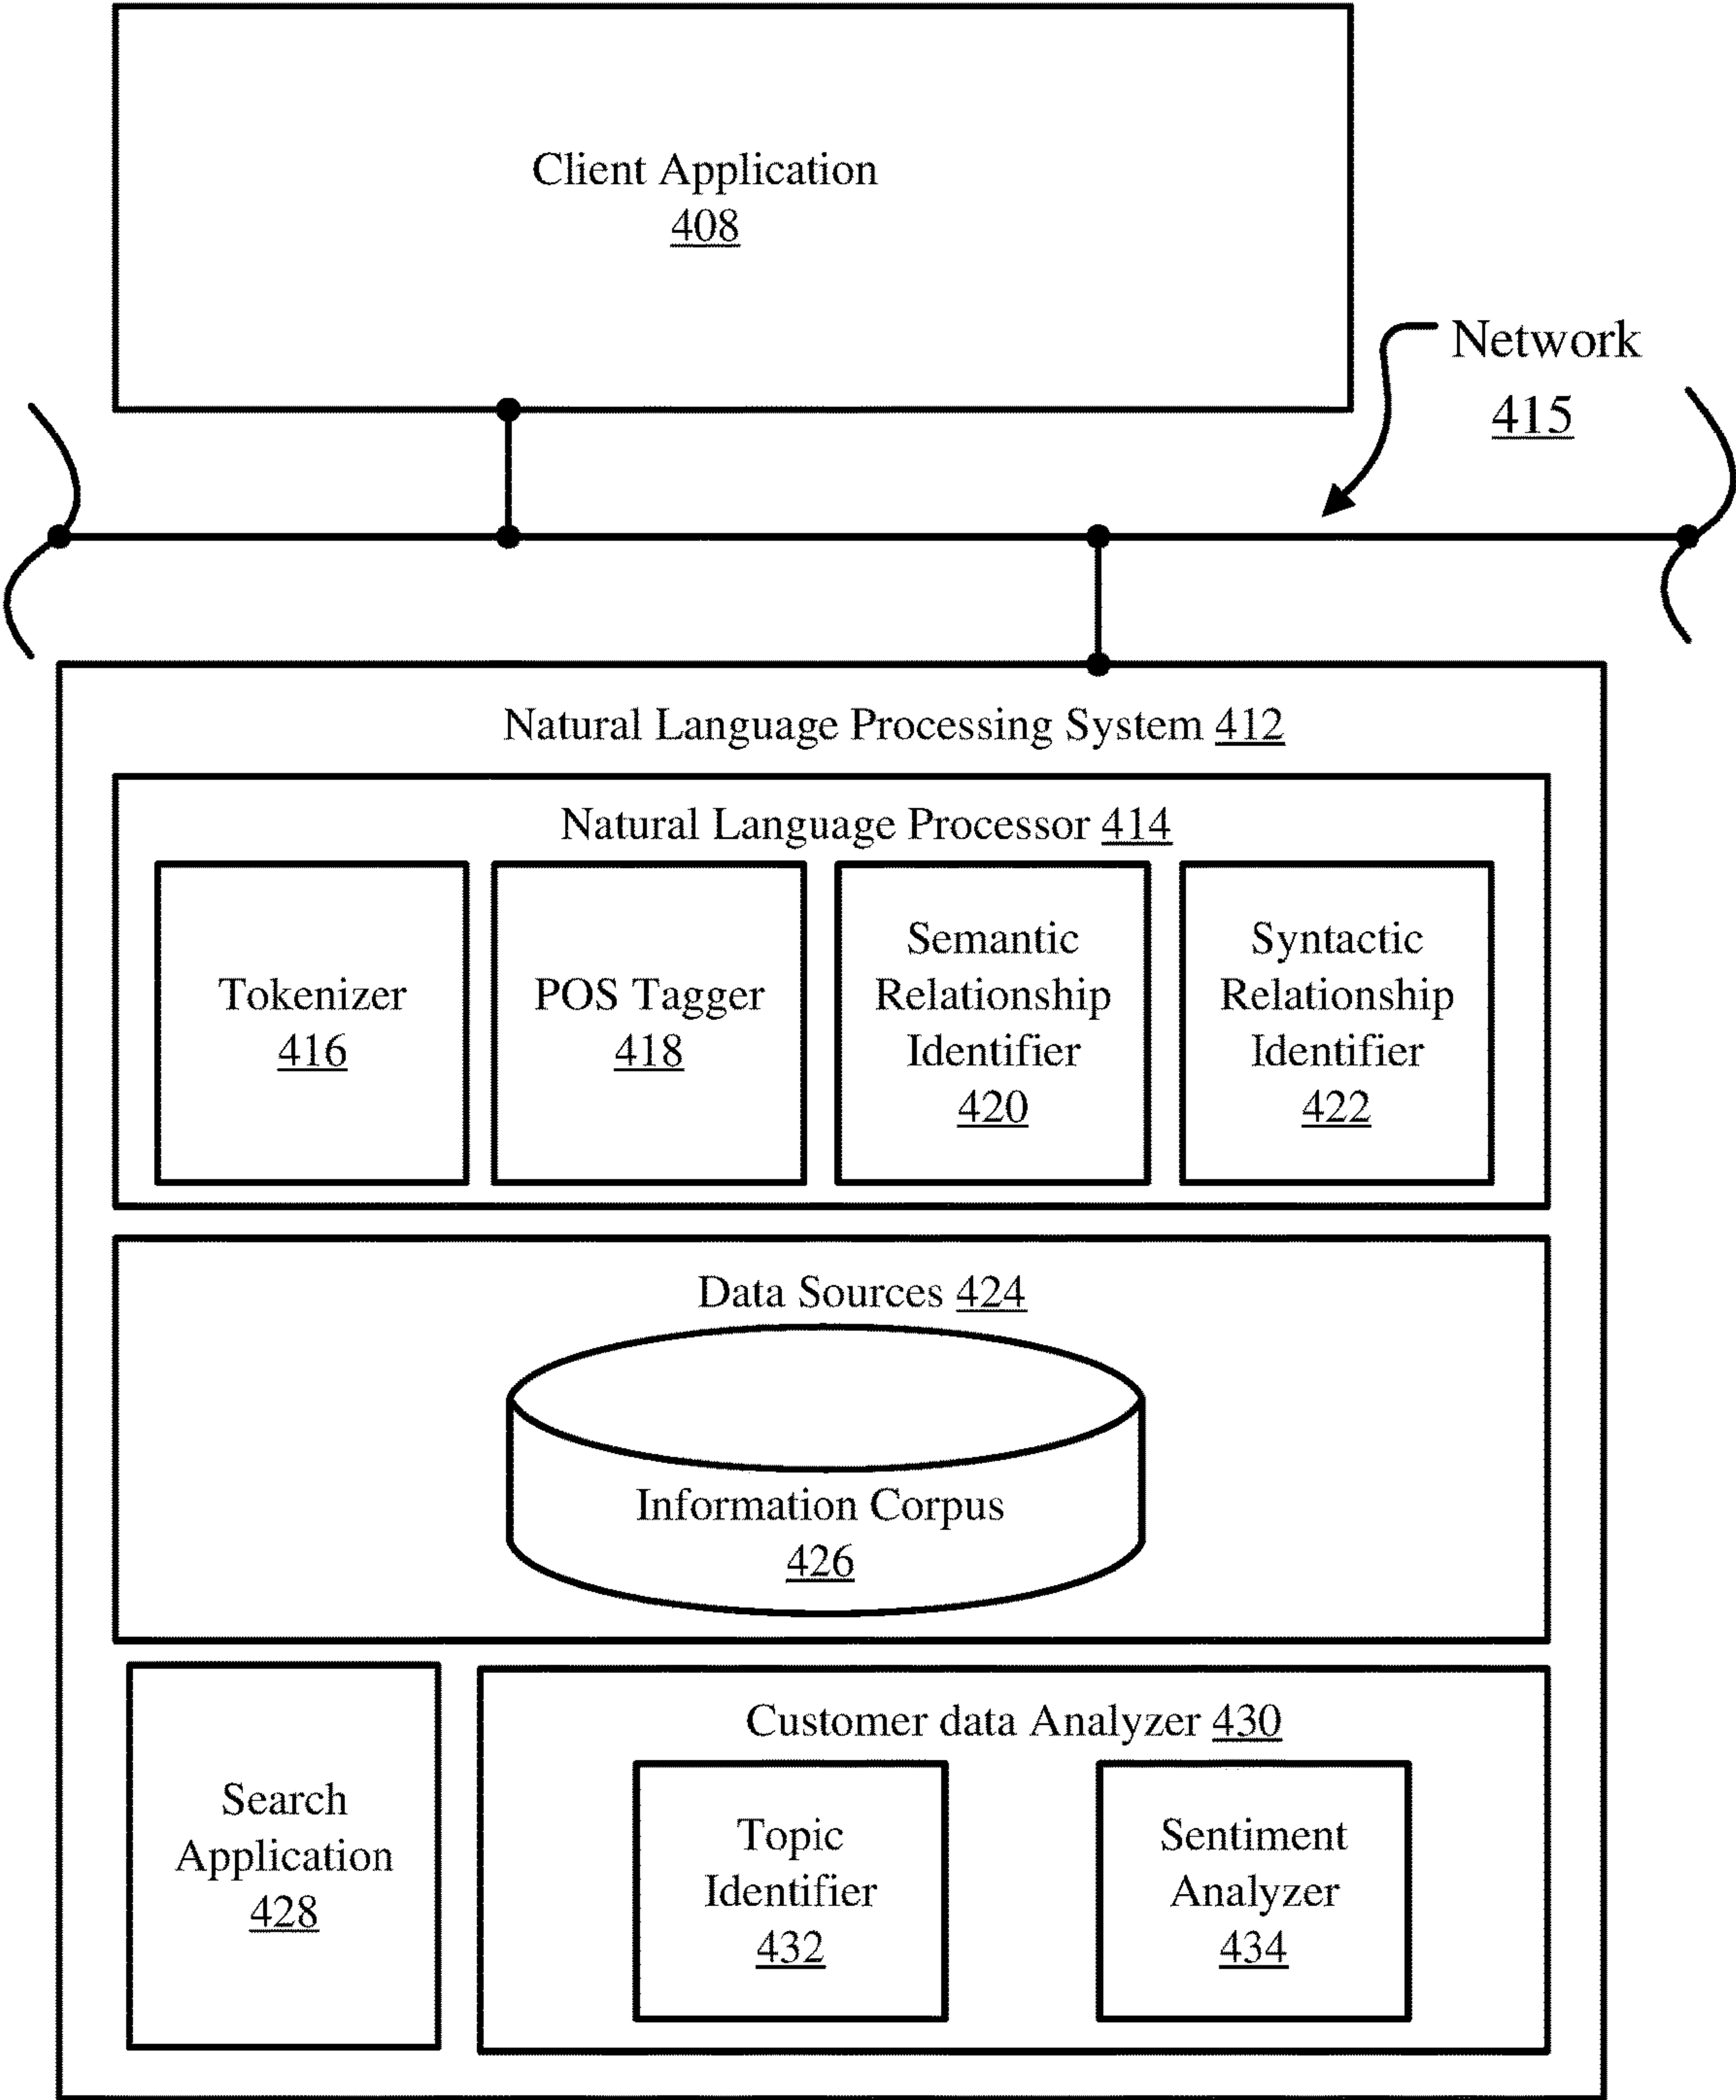 Client Application
408
Network
415
Natural Language Processing System 412
Natural Language Processor 414
Tokenizer
416
POS Tagger
418
Semantic
Relationship
Identifier
420
Syntactic
Relationship
Identifier
422
Data Sources 424
Information Corpus
426
Search
Application
428
Customer data Analyzer 430
Topic
Identifier
432
Sentiment
Analyzer
434